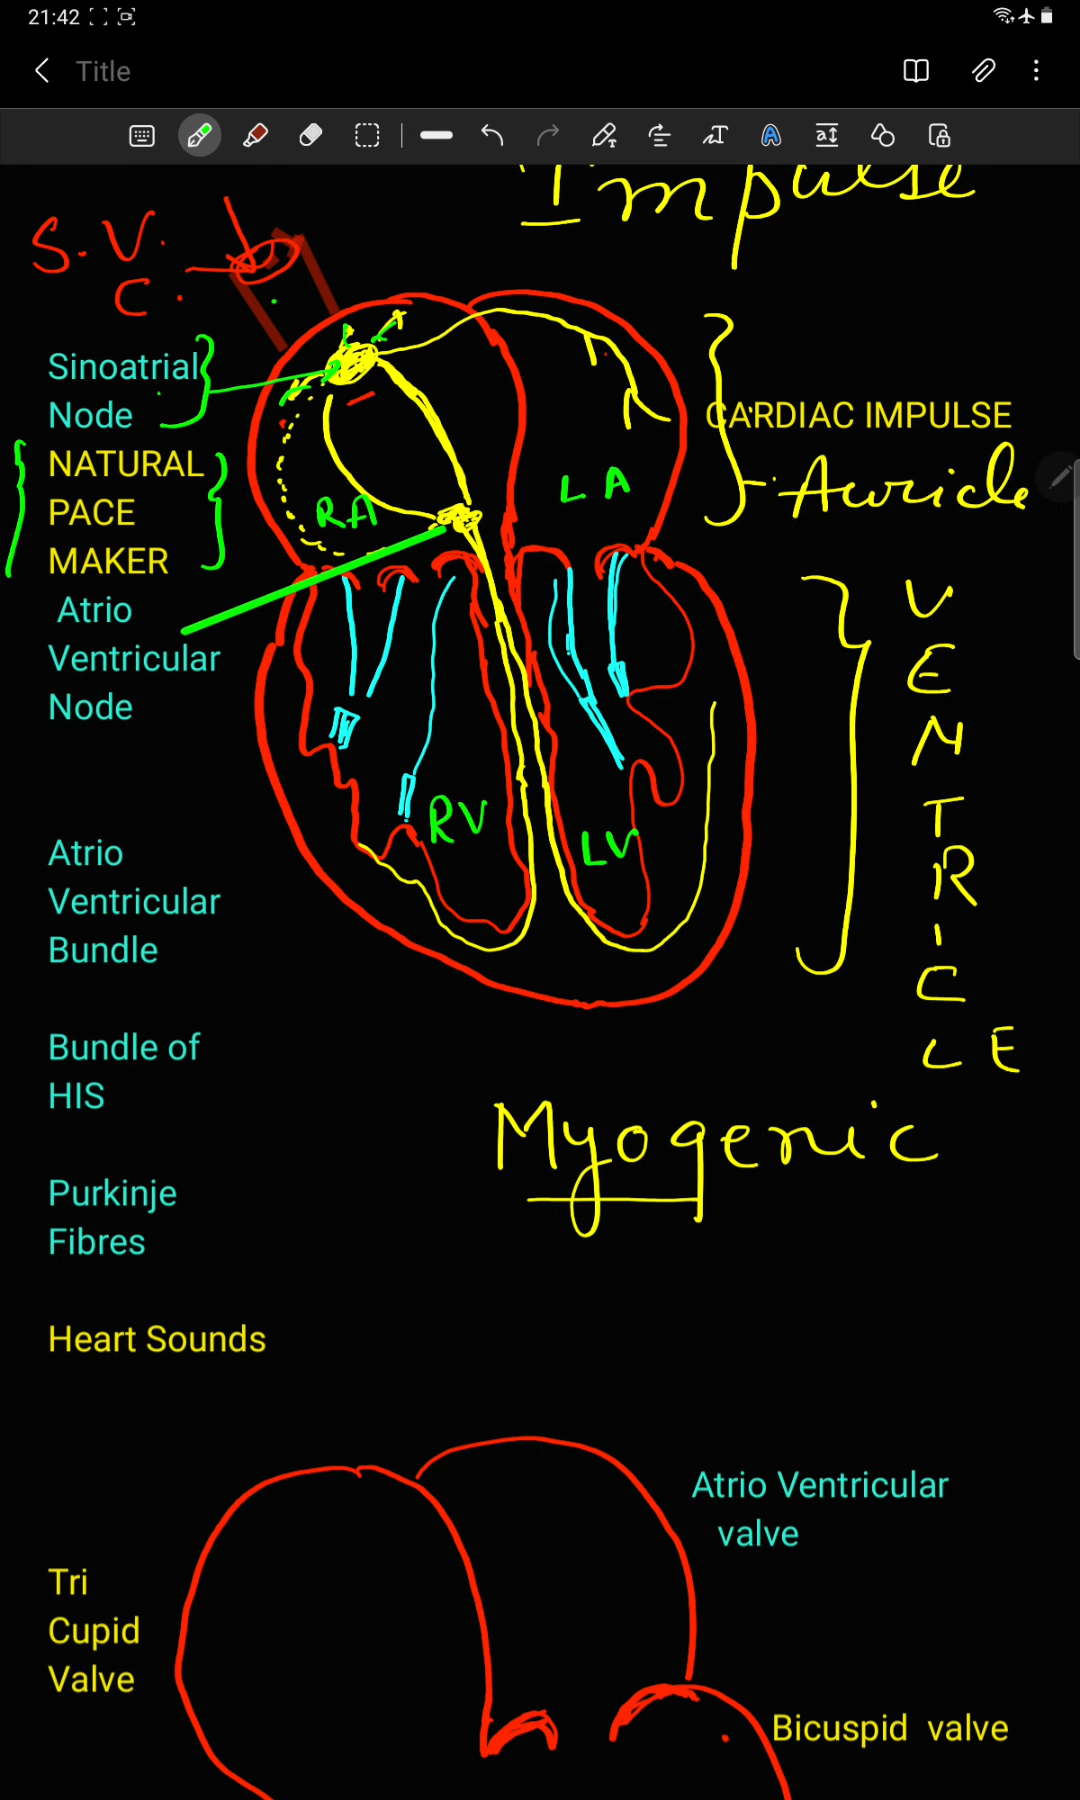 21:42
Title
Impulse
S.V.
C.
Sinoatrial
Node
CARDIAC IMPULSE
NATURAL
PACE
MAKER
Auricle
RA
LA
Atrio
Ventricular
Node
RV
LV
V
E
N
T
R
I
C
L E
Atrio
Ventricular
Bundle
Bundle of
HIS
Myogenic
Purkinje
Fibres
Heart Sounds
Atrio Ventricular
valve
Tri
Cupid
Valve
Bicuspid valve